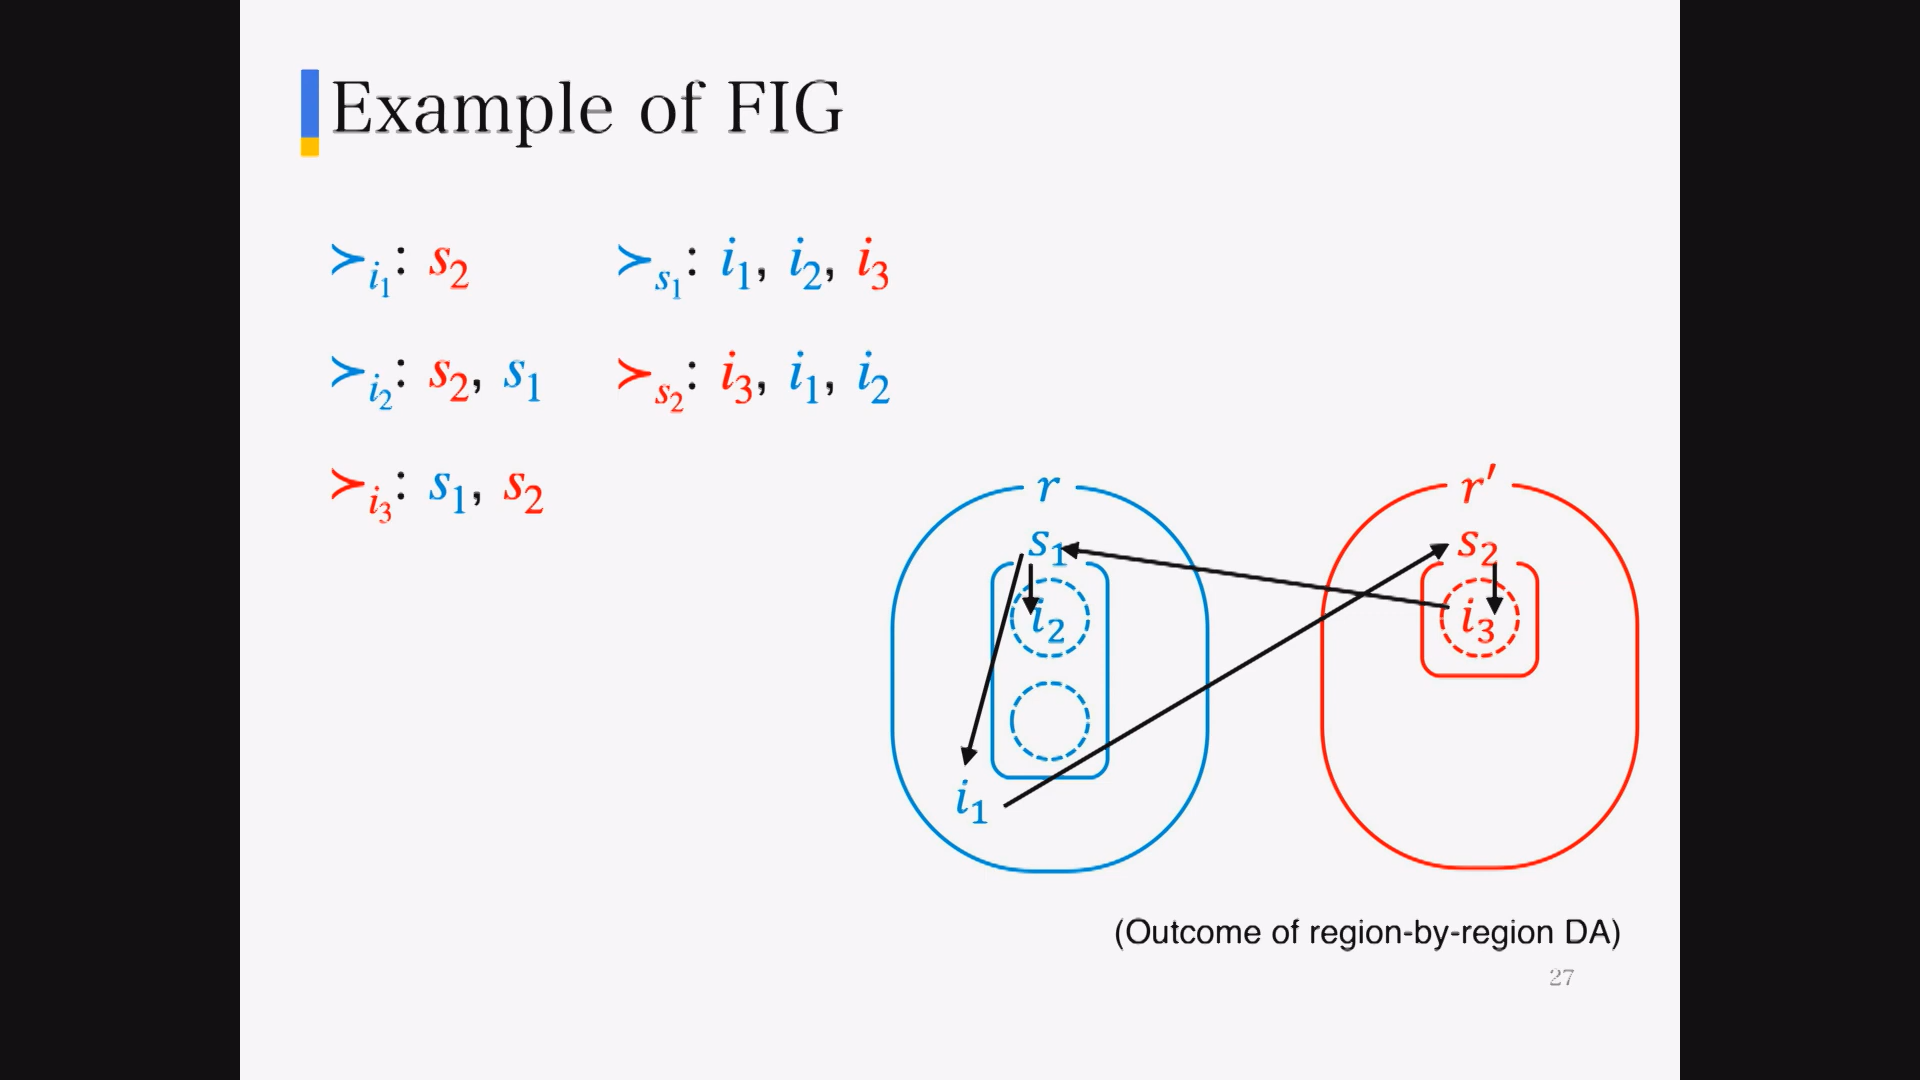 Example of FIG
≻i₁: s₂
≻s₁: i₁, i₂, i₃
≻i₂: s₂, s₁
≻s₂: i₃, i₁, i₂
≻i₃: s₁, s₂
r
r′
s₁
s₂
i₂
i₃
i₁
(Outcome of region-by-region DA)
27